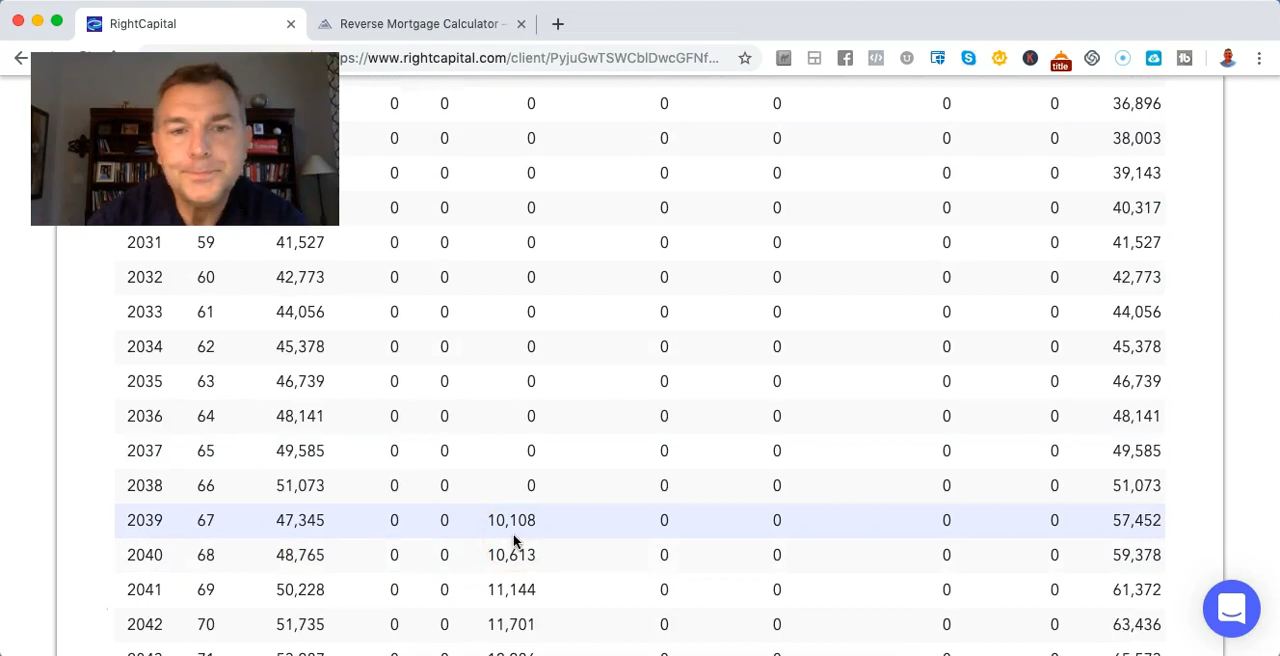 RightCapital
Reverse Mortgage Calculator –
ps://www.rightcapital.com/client/PyjuGwTSWCblDwcGFNf...
title
0 0 0 0 0 0 0 36,896
0 0 0 0 0 0 0 38,003
0 0 0 0 0 0 0 39,143
0 0 0 0 0 0 0 40,317
2031 59 41,527 0 0 0 0 0 0 0 41,527
2032 60 42,773 0 0 0 0 0 0 0 42,773
2033 61 44,056 0 0 0 0 0 0 0 44,056
2034 62 45,378 0 0 0 0 0 0 0 45,378
2035 63 46,739 0 0 0 0 0 0 0 46,739
2036 64 48,141 0 0 0 0 0 0 0 48,141
2037 65 49,585 0 0 0 0 0 0 0 49,585
2038 66 51,073 0 0 0 0 0 0 0 51,073
2039 67 47,345 0 0 10,108 0 0 0 0 57,452
2040 68 48,765 0 0 10,613 0 0 0 0 59,378
2041 69 50,228 0 0 11,144 0 0 0 0 61,372
2042 70 51,735 0 0 11,701 0 0 0 0 63,436